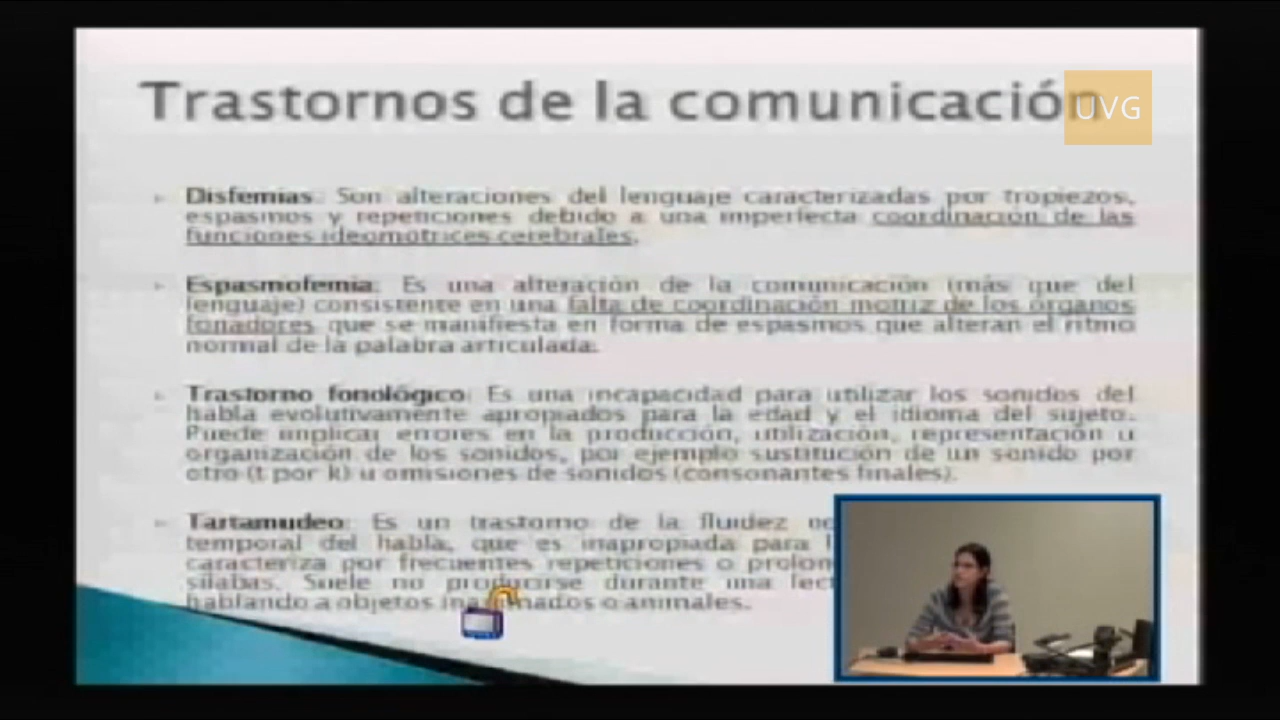 Trastornos de la comunicación
UVG
Disfemias: Son alteraciones del lenguaje caracterizadas por tropiezos,
espasmos y repeticiones debido a una imperfecta coordinación de las
funciones ideomotrices cerebrales.
Espasmofemia: Es una alteración de la comunicación (más que del
lenguaje) consistente en una falta de coordinación motriz de los órganos
fonadores que se manifiesta en forma de espasmos que alteran el ritmo
normal de la palabra articulada.
Trastorno fonológico: Es una incapacidad para utilizar los sonidos del
habla evolutivamente apropiados para la edad y el idioma del sujeto.
Puede implicar errores en la producción, utilización, representación u
organización de los sonidos, por ejemplo sustitución de un sonido por
otro (t por k) u omisiones de sonidos (consonantes finales).
Tartamudeo: Es un trastorno de la fluidez no
temporal del habla, que es inapropiada para l
caracteriza por frecuentes repeticiones o prolon
sílabas. Suele no producirse durante una lect
hablando a objetos inanimados o animales.